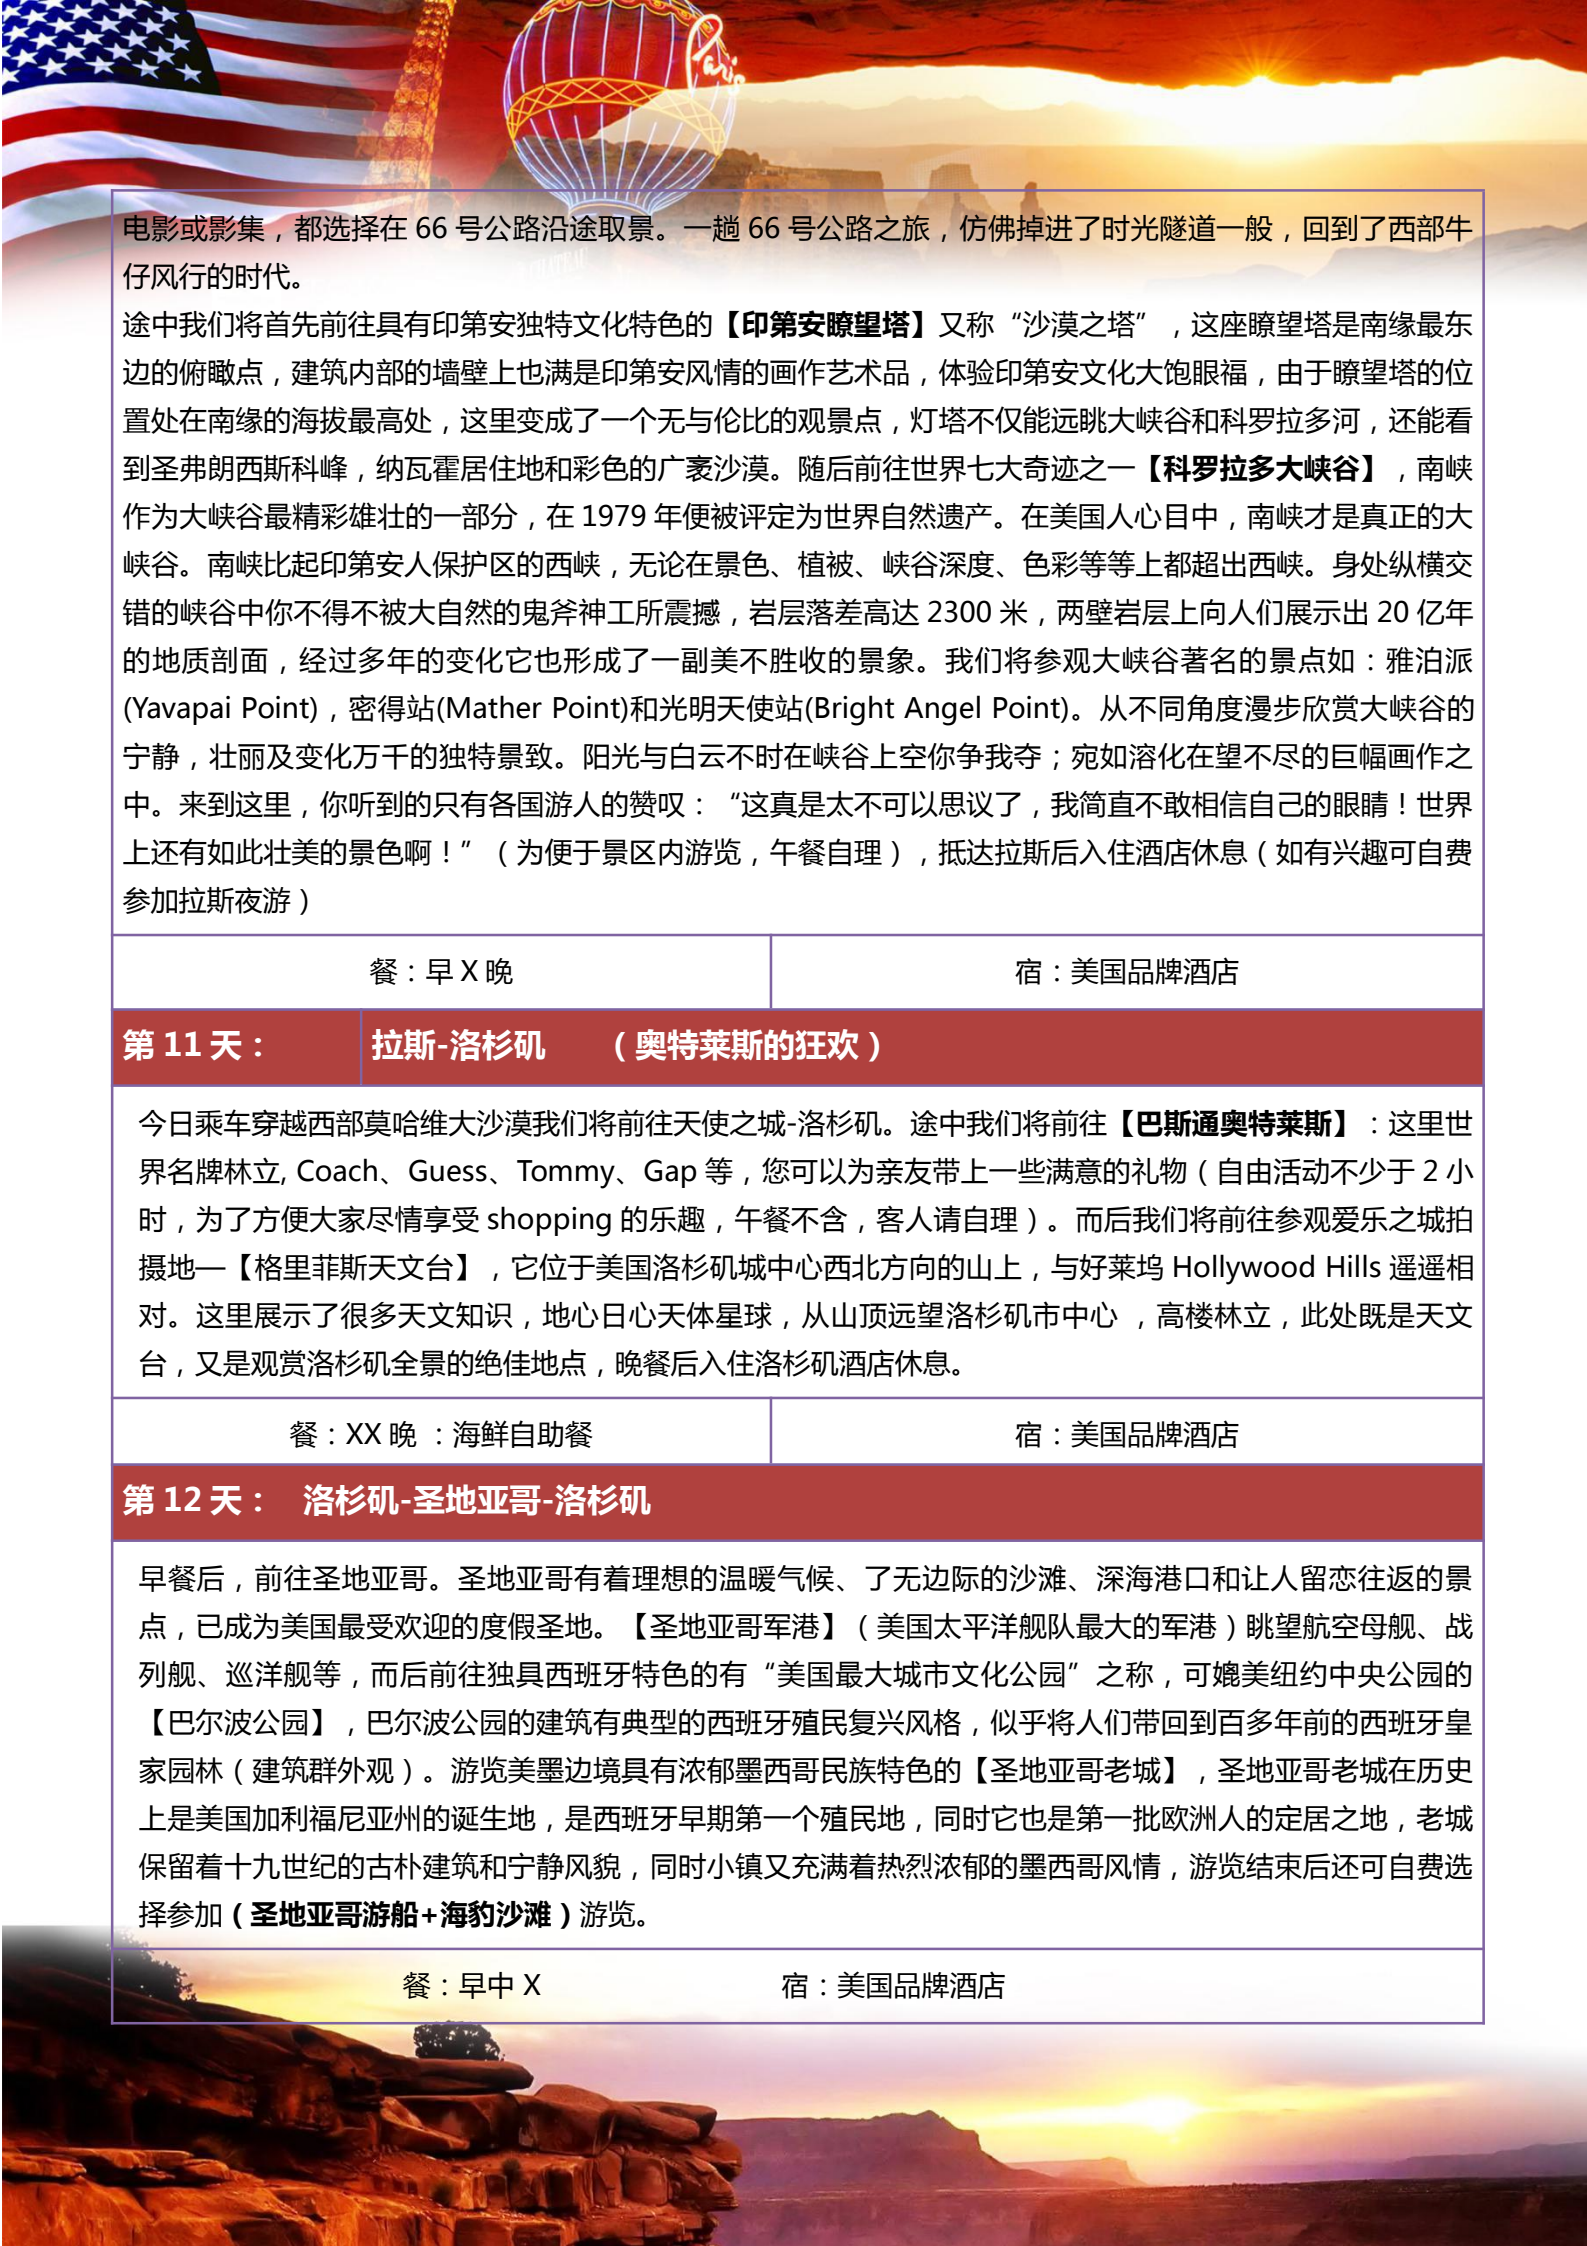 Paris
电影或影集，都选择在 66 号公路沿途取景。一趟 66 号公路之旅，仿佛掉进了时光隧道一般，回到了西部牛
仔风行的时代。
途中我们将首先前往具有印第安独特文化特色的【印第安瞭望塔】又称“沙漠之塔”，这座瞭望塔是南缘最东
边的俯瞰点，建筑内部的墙壁上也满是印第安风情的画作艺术品，体验印第安文化大饱眼福，由于瞭望塔的位
置处在南缘的海拔最高处，这里变成了一个无与伦比的观景点，灯塔不仅能远眺大峡谷和科罗拉多河，还能看
到圣弗朗西斯科峰，纳瓦霍居住地和彩色的广袤沙漠。随后前往世界七大奇迹之一【科罗拉多大峡谷】，南峡
作为大峡谷最精彩雄壮的一部分，在 1979 年便被评定为世界自然遗产。在美国人心目中，南峡才是真正的大
峡谷。南峡比起印第安人保护区的西峡，无论在景色、植被、峡谷深度、色彩等等上都超出西峡。身处纵横交
错的峡谷中你不得不被大自然的鬼斧神工所震撼，岩层落差高达 2300 米，两壁岩层上向人们展示出 20 亿年
的地质剖面，经过多年的变化它也形成了一副美不胜收的景象。我们将参观大峡谷著名的景点如：雅泊派
(Yavapai Point)，密得站(Mather Point)和光明天使站(Bright Angel Point)。从不同角度漫步欣赏大峡谷的
宁静，壮丽及变化万千的独特景致。阳光与白云不时在峡谷上空你争我夺；宛如溶化在望不尽的巨幅画作之
中。来到这里，你听到的只有各国游人的赞叹：“这真是太不可以思议了，我简直不敢相信自己的眼睛！世界
上还有如此壮美的景色啊！”（为便于景区内游览，午餐自理），抵达拉斯后入住酒店休息（如有兴趣可自费
参加拉斯夜游）
餐：早 X 晚 宿：美国品牌酒店
第 11 天： 拉斯-洛杉矶 （奥特莱斯的狂欢）
今日乘车穿越西部莫哈维大沙漠我们将前往天使之城-洛杉矶。途中我们将前往【巴斯通奥特莱斯】：这里世
界名牌林立, Coach、Guess、Tommy、Gap 等，您可以为亲友带上一些满意的礼物（自由活动不少于 2 小
时，为了方便大家尽情享受 shopping 的乐趣，午餐不含，客人请自理）。而后我们将前往参观爱乐之城拍
摄地—【格里菲斯天文台】，它位于美国洛杉矶城中心西北方向的山上，与好莱坞 Hollywood Hills 遥遥相
对。这里展示了很多天文知识，地心日心天体星球，从山顶远望洛杉矶市中心 ，高楼林立，此处既是天文
台，又是观赏洛杉矶全景的绝佳地点，晚餐后入住洛杉矶酒店休息。
餐：XX 晚 ：海鲜自助餐 宿：美国品牌酒店
第 12 天： 洛杉矶-圣地亚哥-洛杉矶
早餐后，前往圣地亚哥。圣地亚哥有着理想的温暖气候、了无边际的沙滩、深海港口和让人留恋往返的景
点，已成为美国最受欢迎的度假圣地。【圣地亚哥军港】（美国太平洋舰队最大的军港）眺望航空母舰、战
列舰、巡洋舰等，而后前往独具西班牙特色的有“美国最大城市文化公园”之称，可媲美纽约中央公园的
【巴尔波公园】，巴尔波公园的建筑有典型的西班牙殖民复兴风格，似乎将人们带回到百多年前的西班牙皇
家园林（建筑群外观）。游览美墨边境具有浓郁墨西哥民族特色的【圣地亚哥老城】，圣地亚哥老城在历史
上是美国加利福尼亚州的诞生地，是西班牙早期第一个殖民地，同时它也是第一批欧洲人的定居之地，老城
保留着十九世纪的古朴建筑和宁静风貌，同时小镇又充满着热烈浓郁的墨西哥风情，游览结束后还可自费选
择参加（圣地亚哥游船+海豹沙滩）游览。
餐：早中 X 宿：美国品牌酒店